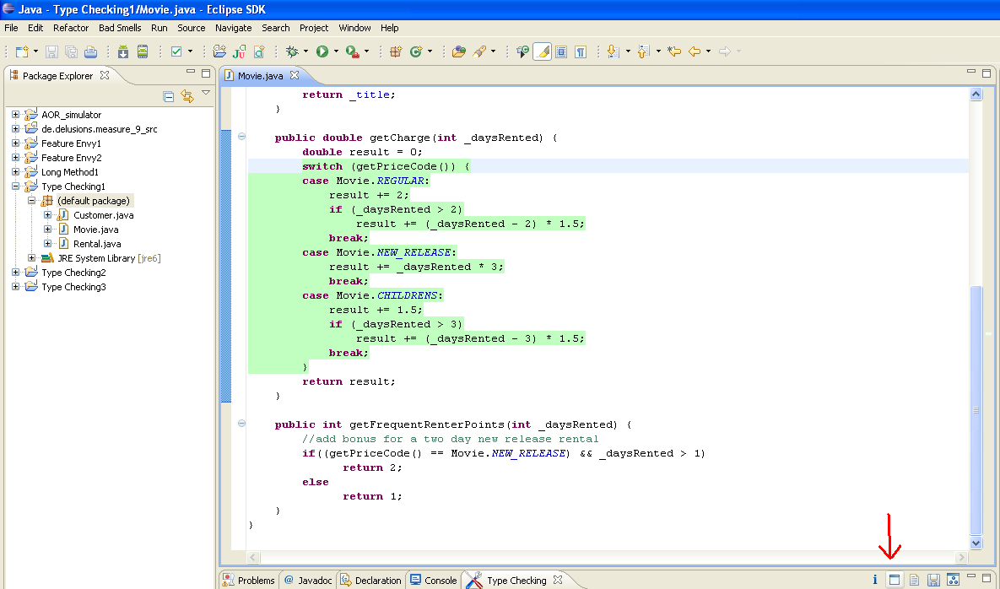 Java - Type Checking1/Movie.java - Eclipse SDK
File Edit Refactor Bad Smells Run Source Navigate Search Project Window Help
Package Explorer
AOR_simulator
de.delusions.measure_9_src
Feature Envy1
Feature Envy2
Long Method1
Type Checking1
(default package)
Customer.java
Movie.java
Rental.java
JRE System Library [jre6]
Type Checking2
Type Checking3
Movie.java
return _title;
}
public double getCharge(int _daysRented) {
double result = 0;
switch (getPriceCode()) {
case Movie.REGULAR:
result += 2;
if (_daysRented > 2)
result += (_daysRented - 2) * 1.5;
break;
case Movie.NEW_RELEASE:
result += _daysRented * 3;
break;
case Movie.CHILDRENS:
result += 1.5;
if (_daysRented > 3)
result += (_daysRented - 3) * 1.5;
break;
}
return result;
}
public int getFrequentRenterPoints(int _daysRented) {
//add bonus for a two day new release rental
if((getPriceCode() == Movie.NEW_RELEASE) && _daysRented > 1)
return 2;
else
return 1;
}
}
Problems @ Javadoc Declaration Console Type Checking